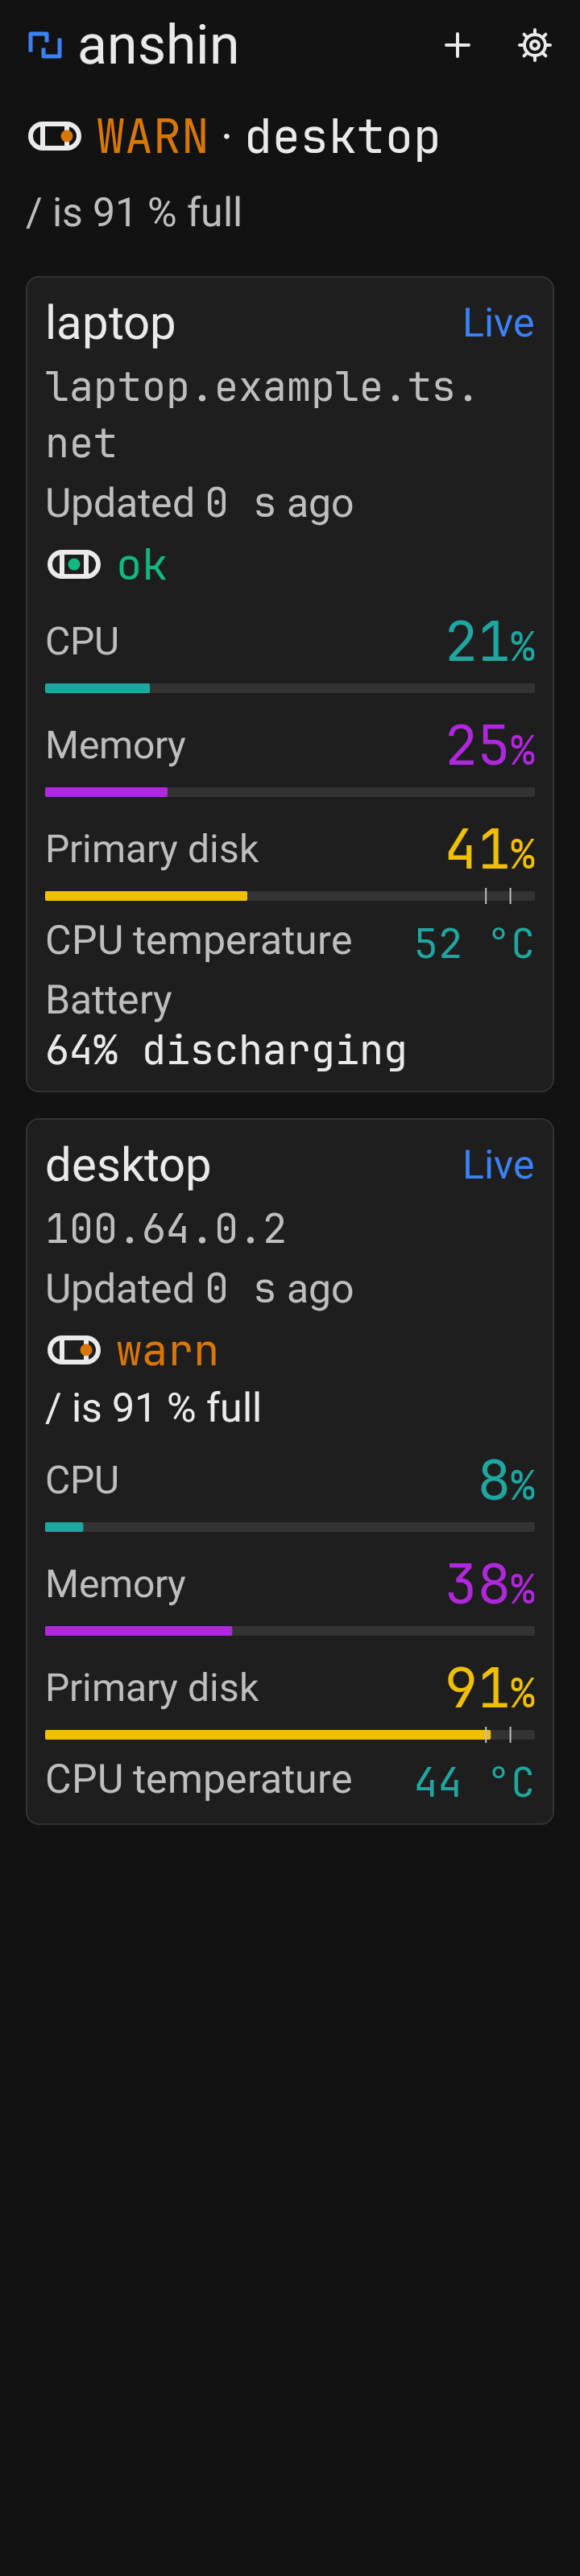 anshin
WARN · desktop
/ is 91 % full
laptop Live
laptop.example.ts.
net
Updated 0 s ago
ok
CPU 21%
Memory 25%
Primary disk 41%
CPU temperature 52 °C
Battery
64% discharging
desktop Live
100.64.0.2
Updated 0 s ago
warn
/ is 91 % full
CPU 8%
Memory 38%
Primary disk 91%
CPU temperature 44 °C